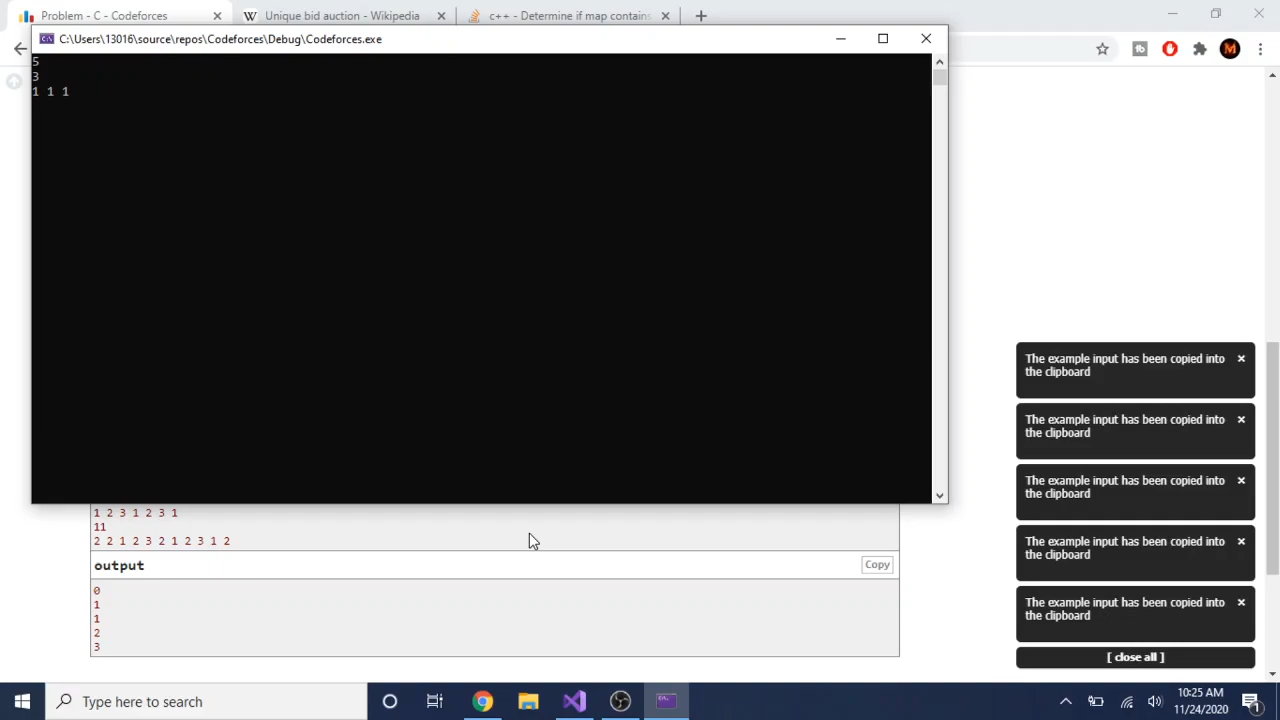 Problem - C - Codeforces
Unique bid auction - Wikipedia
c++ - Determine if map contains
C:\Users\13016\source\repos\Codeforces\Debug\Codeforces.exe
5
3
1 1 1
The example input has been copied into
the clipboard
The example input has been copied into
the clipboard
The example input has been copied into
the clipboard
The example input has been copied into
the clipboard
The example input has been copied into
the clipboard
[ close all ]
1 2 3 1 2 3 1
11
2 2 1 2 3 2 1 2 3 1 2
output
Copy
0
1
1
2
3
Type here to search
10:25 AM
11/24/2020